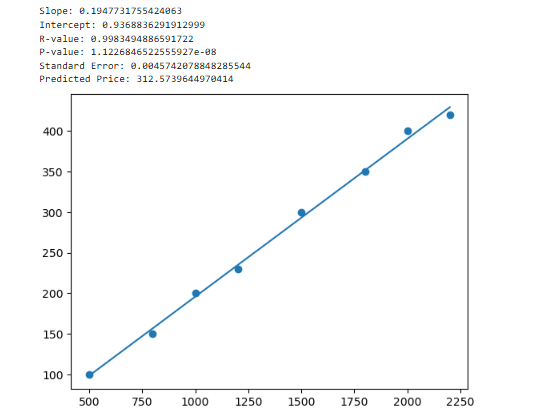 Slope: 0.1947731755424063
Intercept: 0.9368836291912999
R-value: 0.9983494886591722
P-value: 1.1226846522555927e-08
Standard Error: 0.0045742078848285544
Predicted Price: 312.5739644970414
400
350
300
250
200
150
100
500 750 1000 1250 1500 1750 2000 2250